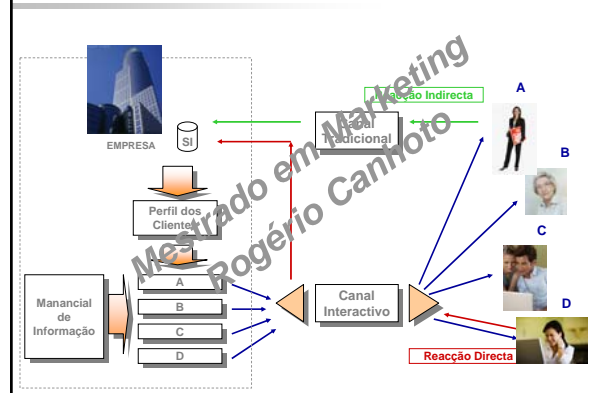 Mestrado em Marketing
Rogério Canhoto
EMPRESA
SI
Perfil dos
Clientes
Manancial
de
Informação
A
B
C
D
Canal
Tradicional
Reacção Indirecta
Canal
Interactivo
Reacção Directa
A
B
C
D